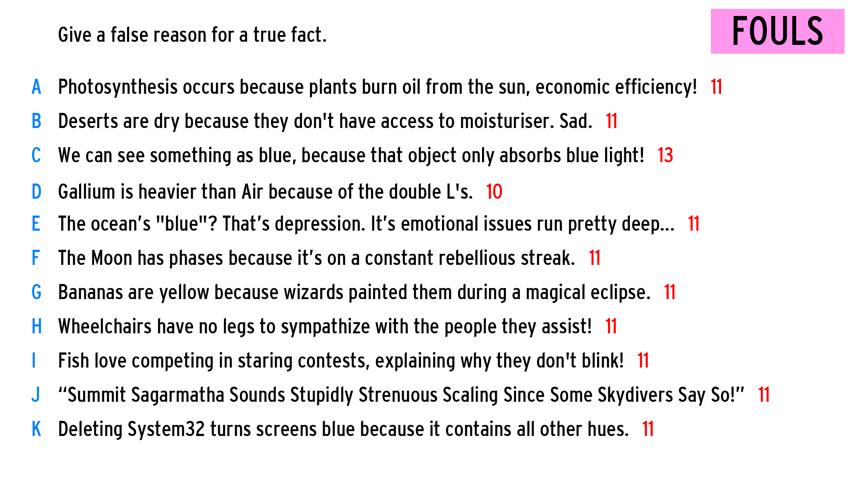 Give a false reason for a true fact.
FOULS
A Photosynthesis occurs because plants burn oil from the sun, economic efficiency! 11
B Deserts are dry because they don't have access to moisturiser. Sad. 11
C We can see something as blue, because that object only absorbs blue light! 13
D Gallium is heavier than Air because of the double L's. 10
E The ocean’s "blue"? That’s depression. It’s emotional issues run pretty deep... 11
F The Moon has phases because it’s on a constant rebellious streak. 11
G Bananas are yellow because wizards painted them during a magical eclipse. 11
H Wheelchairs have no legs to sympathize with the people they assist! 11
I Fish love competing in staring contests, explaining why they don't blink! 11
J “Summit Sagarmatha Sounds Stupidly Strenuous Scaling Since Some Skydivers Say So!” 11
K Deleting System32 turns screens blue because it contains all other hues. 11